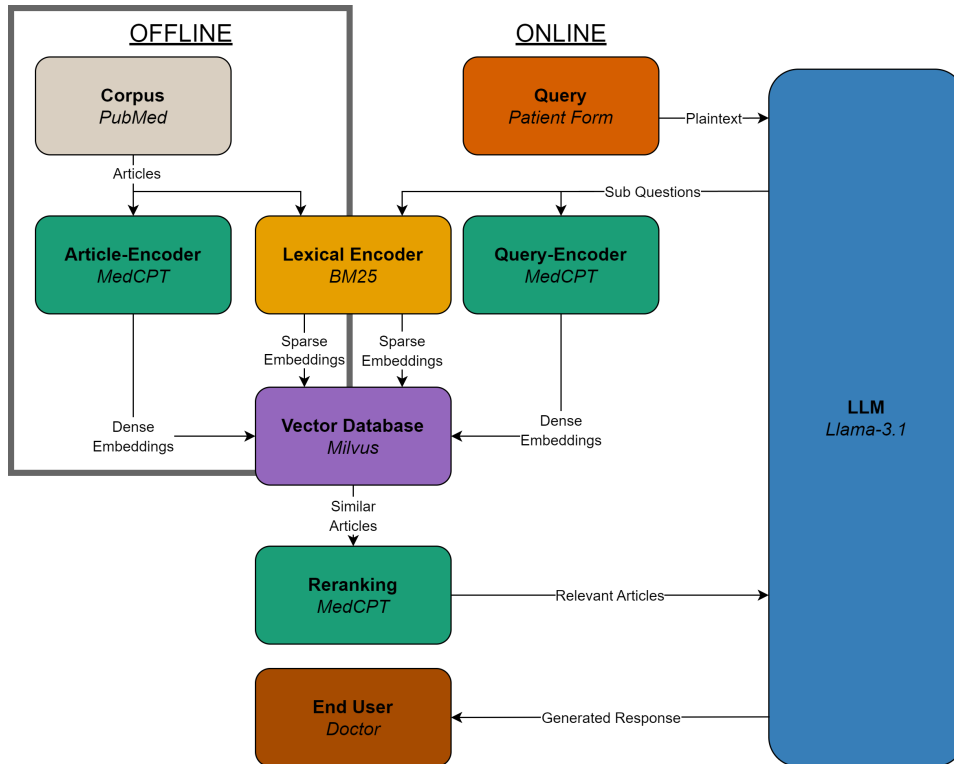 OFFLINE
ONLINE
Corpus
PubMed
Query
Patient Form
Plaintext
Articles
Sub Questions
Article-Encoder
MedCPT
Lexical Encoder
BM25
Query-Encoder
MedCPT
Sparse
Embeddings
Sparse
Embeddings
Dense
Embeddings
Vector Database
Milvus
Dense
Embeddings
LLM
Llama-3.1
Similar
Articles
Reranking
MedCPT
Relevant Articles
End User
Doctor
Generated Response